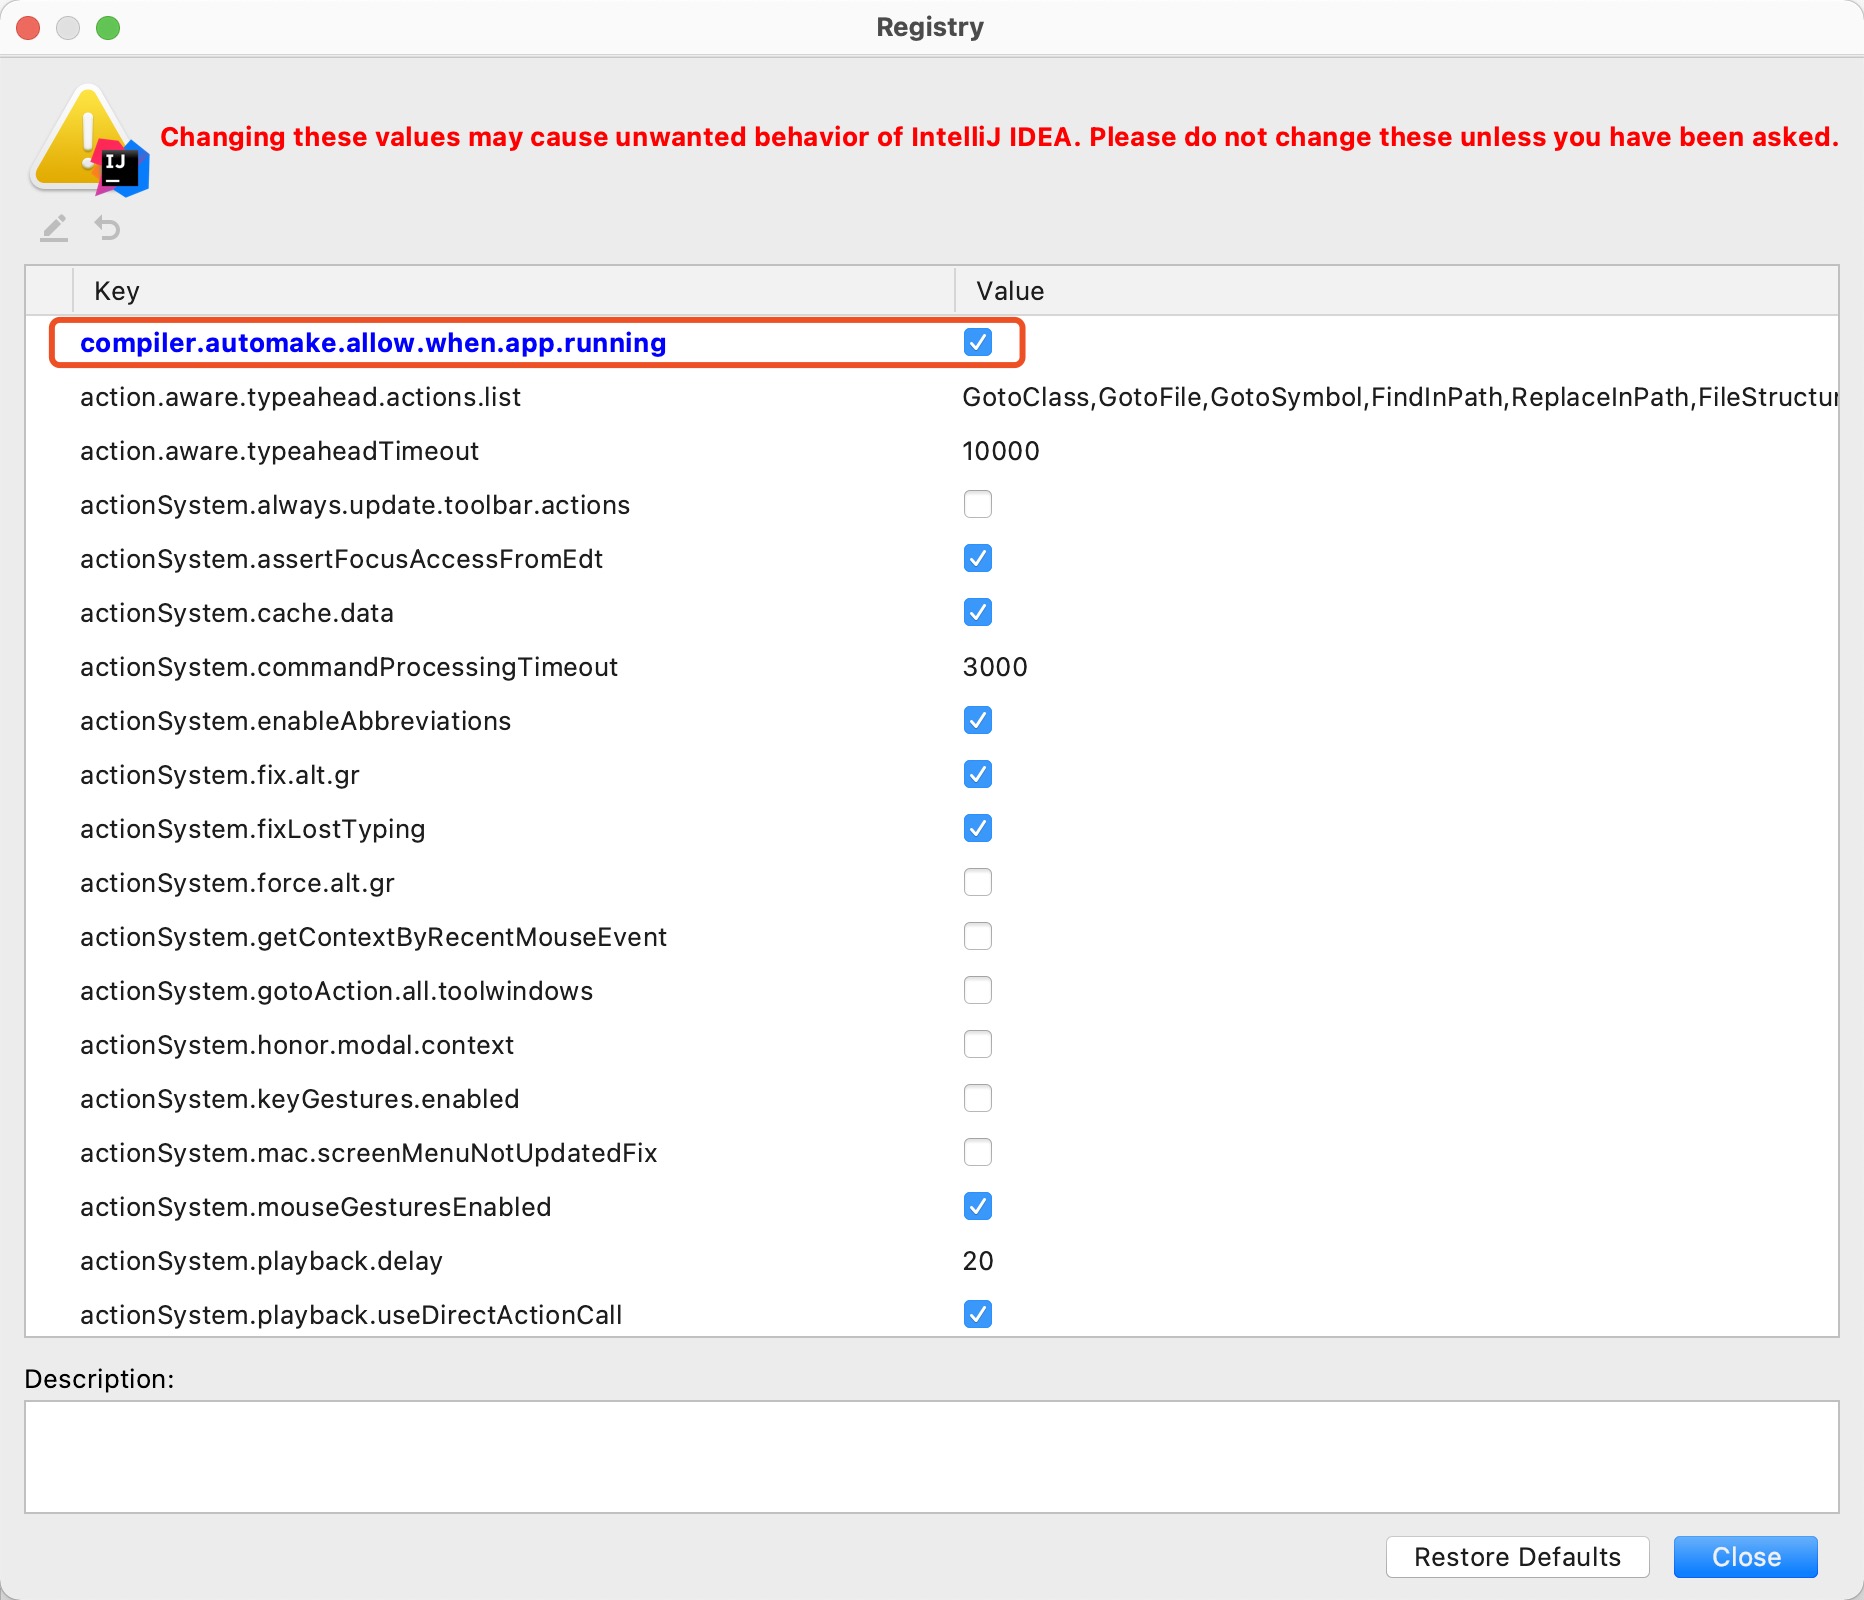 Registry
Changing these values may cause unwanted behavior of IntelliJ IDEA. Please do not change these unless you have been asked.
IJ
Key Value
compiler.automake.allow.when.app.running
action.aware.typeahead.actions.list GotoClass,GotoFile,GotoSymbol,FindInPath,ReplaceInPath,FileStructur
action.aware.typeaheadTimeout 10000
actionSystem.always.update.toolbar.actions
actionSystem.assertFocusAccessFromEdt
actionSystem.cache.data
actionSystem.commandProcessingTimeout 3000
actionSystem.enableAbbreviations
actionSystem.fix.alt.gr
actionSystem.fixLostTyping
actionSystem.force.alt.gr
actionSystem.getContextByRecentMouseEvent
actionSystem.gotoAction.all.toolwindows
actionSystem.honor.modal.context
actionSystem.keyGestures.enabled
actionSystem.mac.screenMenuNotUpdatedFix
actionSystem.mouseGesturesEnabled
actionSystem.playback.delay 20
actionSystem.playback.useDirectActionCall
Description:
Restore Defaults Close